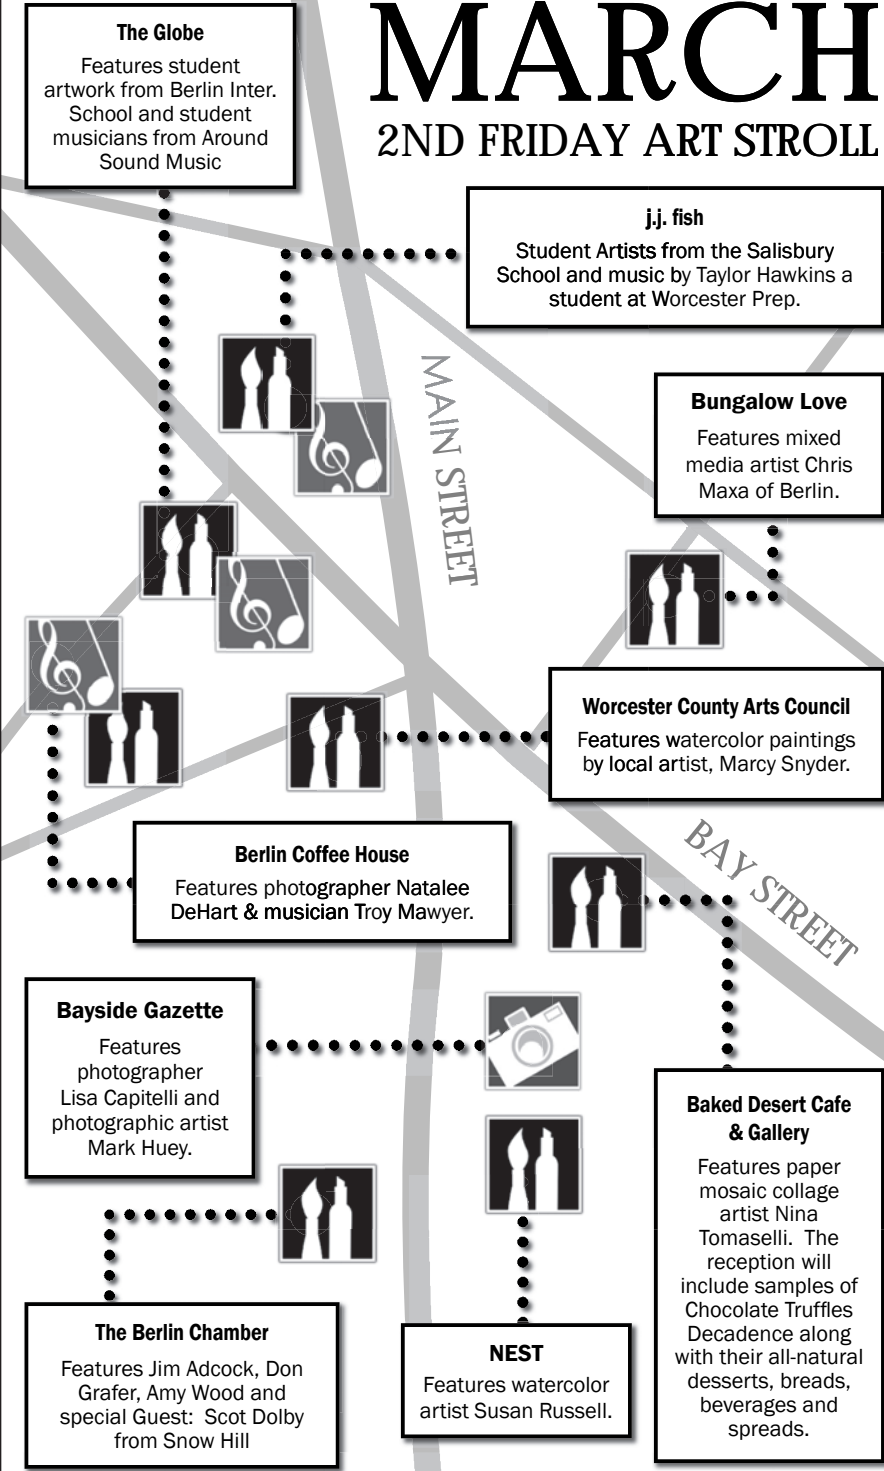 The Globe
Features student
artwork from Berlin Inter.
School and student
musicians from Around
Sound Music
MARCH
2ND FRIDAY ART STROLL
j.j. fish
Student Artists from the Salisbury
School and music by Taylor Hawkins a
student at Worcester Prep.
MAIN STREET
Bungalow Love
Features mixed
media artist Chris
Maxa of Berlin.
Worcester County Arts Council
Features watercolor paintings
by local artist, Marcy Snyder.
BAY STREET
Berlin Coffee House
Features photographer Natalee
DeHart & musician Troy Mawyer.
Bayside Gazette
Features
photographer
Lisa Capitelli and
photographic artist
Mark Huey.
Baked Desert Cafe
& Gallery
Features paper
mosaic collage
artist Nina
Tomaselli. The
reception will
include samples of
Chocolate Truffles
Decadence along
with their all-natural
desserts, breads,
beverages and
spreads.
The Berlin Chamber
Features Jim Adcock, Don
Grafer, Amy Wood and
special Guest: Scot Dolby
from Snow Hill
NEST
Features watercolor
artist Susan Russell.